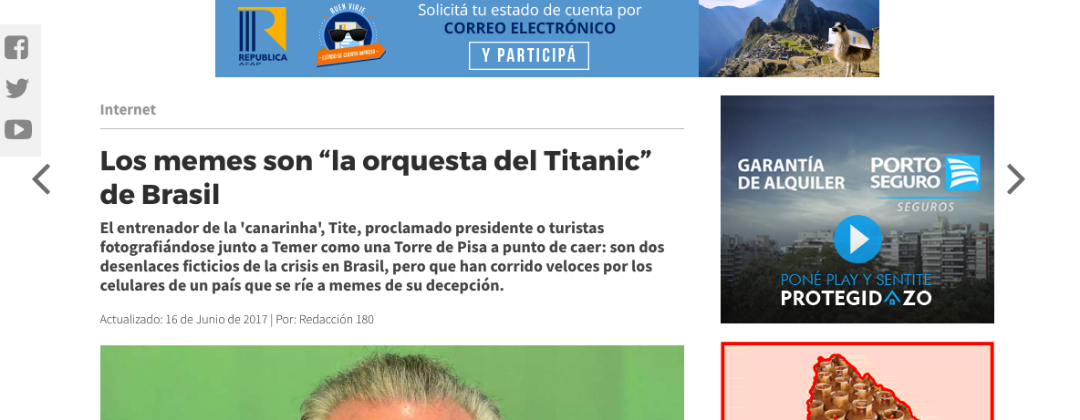 Solicitá tu estado de cuenta por
BUEN VIAJE
CORREO ELECTRÓNICO
REPUBLICA
AFAP
ESTADO DE CUENTA IMPRESO
Y PARTICIPÁ
Internet
Los memes son “la orquesta del Titanic”
de Brasil
El entrenador de la 'canarinha', Tite, proclamado presidente o turistas
fotografiándose junto a Temer como una Torre de Pisa a punto de caer: son dos
desenlaces ficticios de la crisis en Brasil, pero que han corrido veloces por los
celulares de un país que se ríe a memes de su decepción.
Actualizado: 16 de Junio de 2017 | Por: Redacción 180
GARANTÍA
DE ALQUILER
PORTO
SEGURO
SEGUROS
PONÉ PLAY Y SENTITE
PROTEGIDAZO